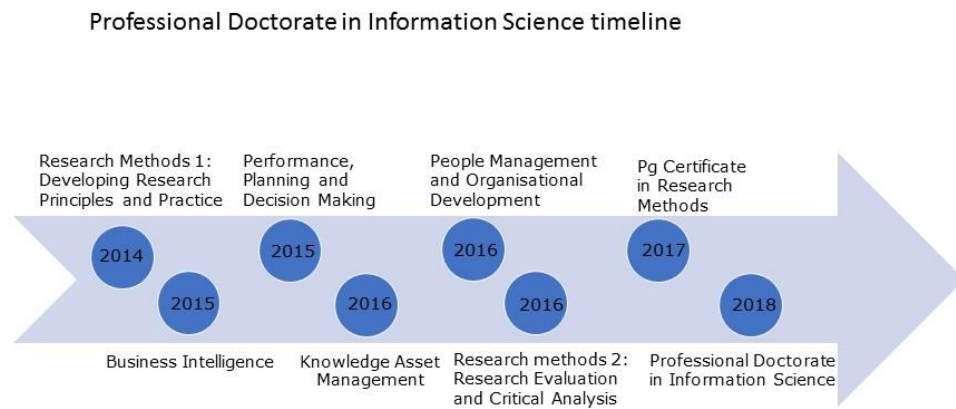 Professional Doctorate in Information Science timeline
Research Methods 1:
Developing Research
Principles and Practice
Performance,
Planning and
Decision Making
People Management
and Organisational
Development
Pg Certificate
in Research
Methods
2014
2015
2015
2016
2016
2016
2017
2018
Business Intelligence
Knowledge Asset
Management
Research methods 2:
Research Evaluation
and Critical Analysis
Professional Doctorate
in Information Science